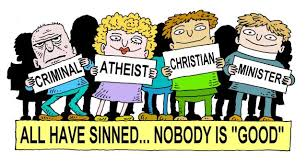 CRIMINAL
ATHEIST
CHRISTIAN
MINISTER
ALL HAVE SINNED... NOBODY IS "GOOD"